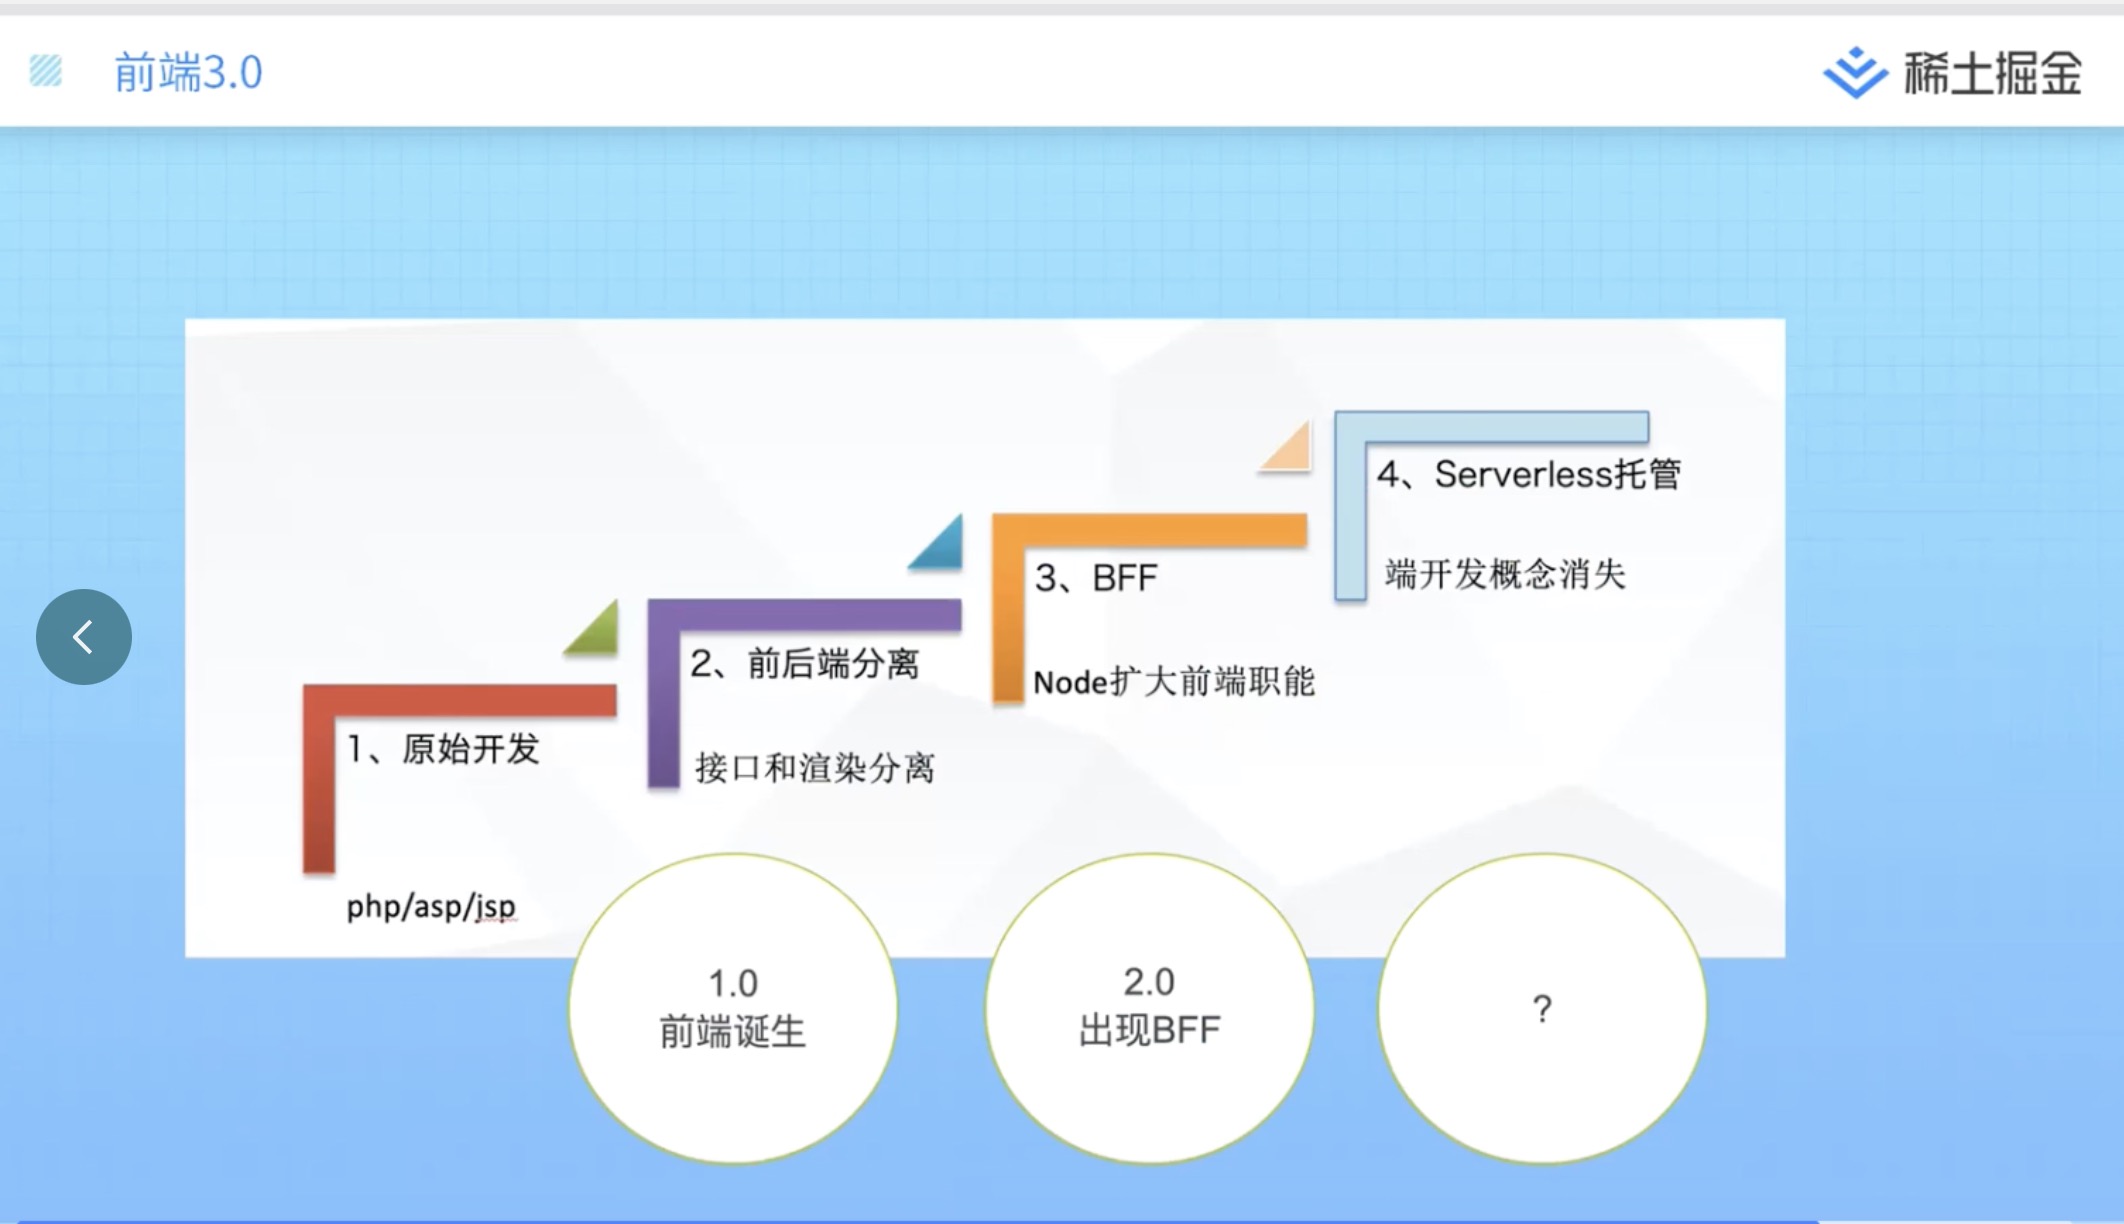 前端3.0
稀土掘金
4、Serverless托管
端开发概念消失
3、BFF
Node扩大前端职能
2、前后端分离
接口和渲染分离
1、原始开发
php/asp/jsp
1.0
前端诞生
2.0
出现BFF
?